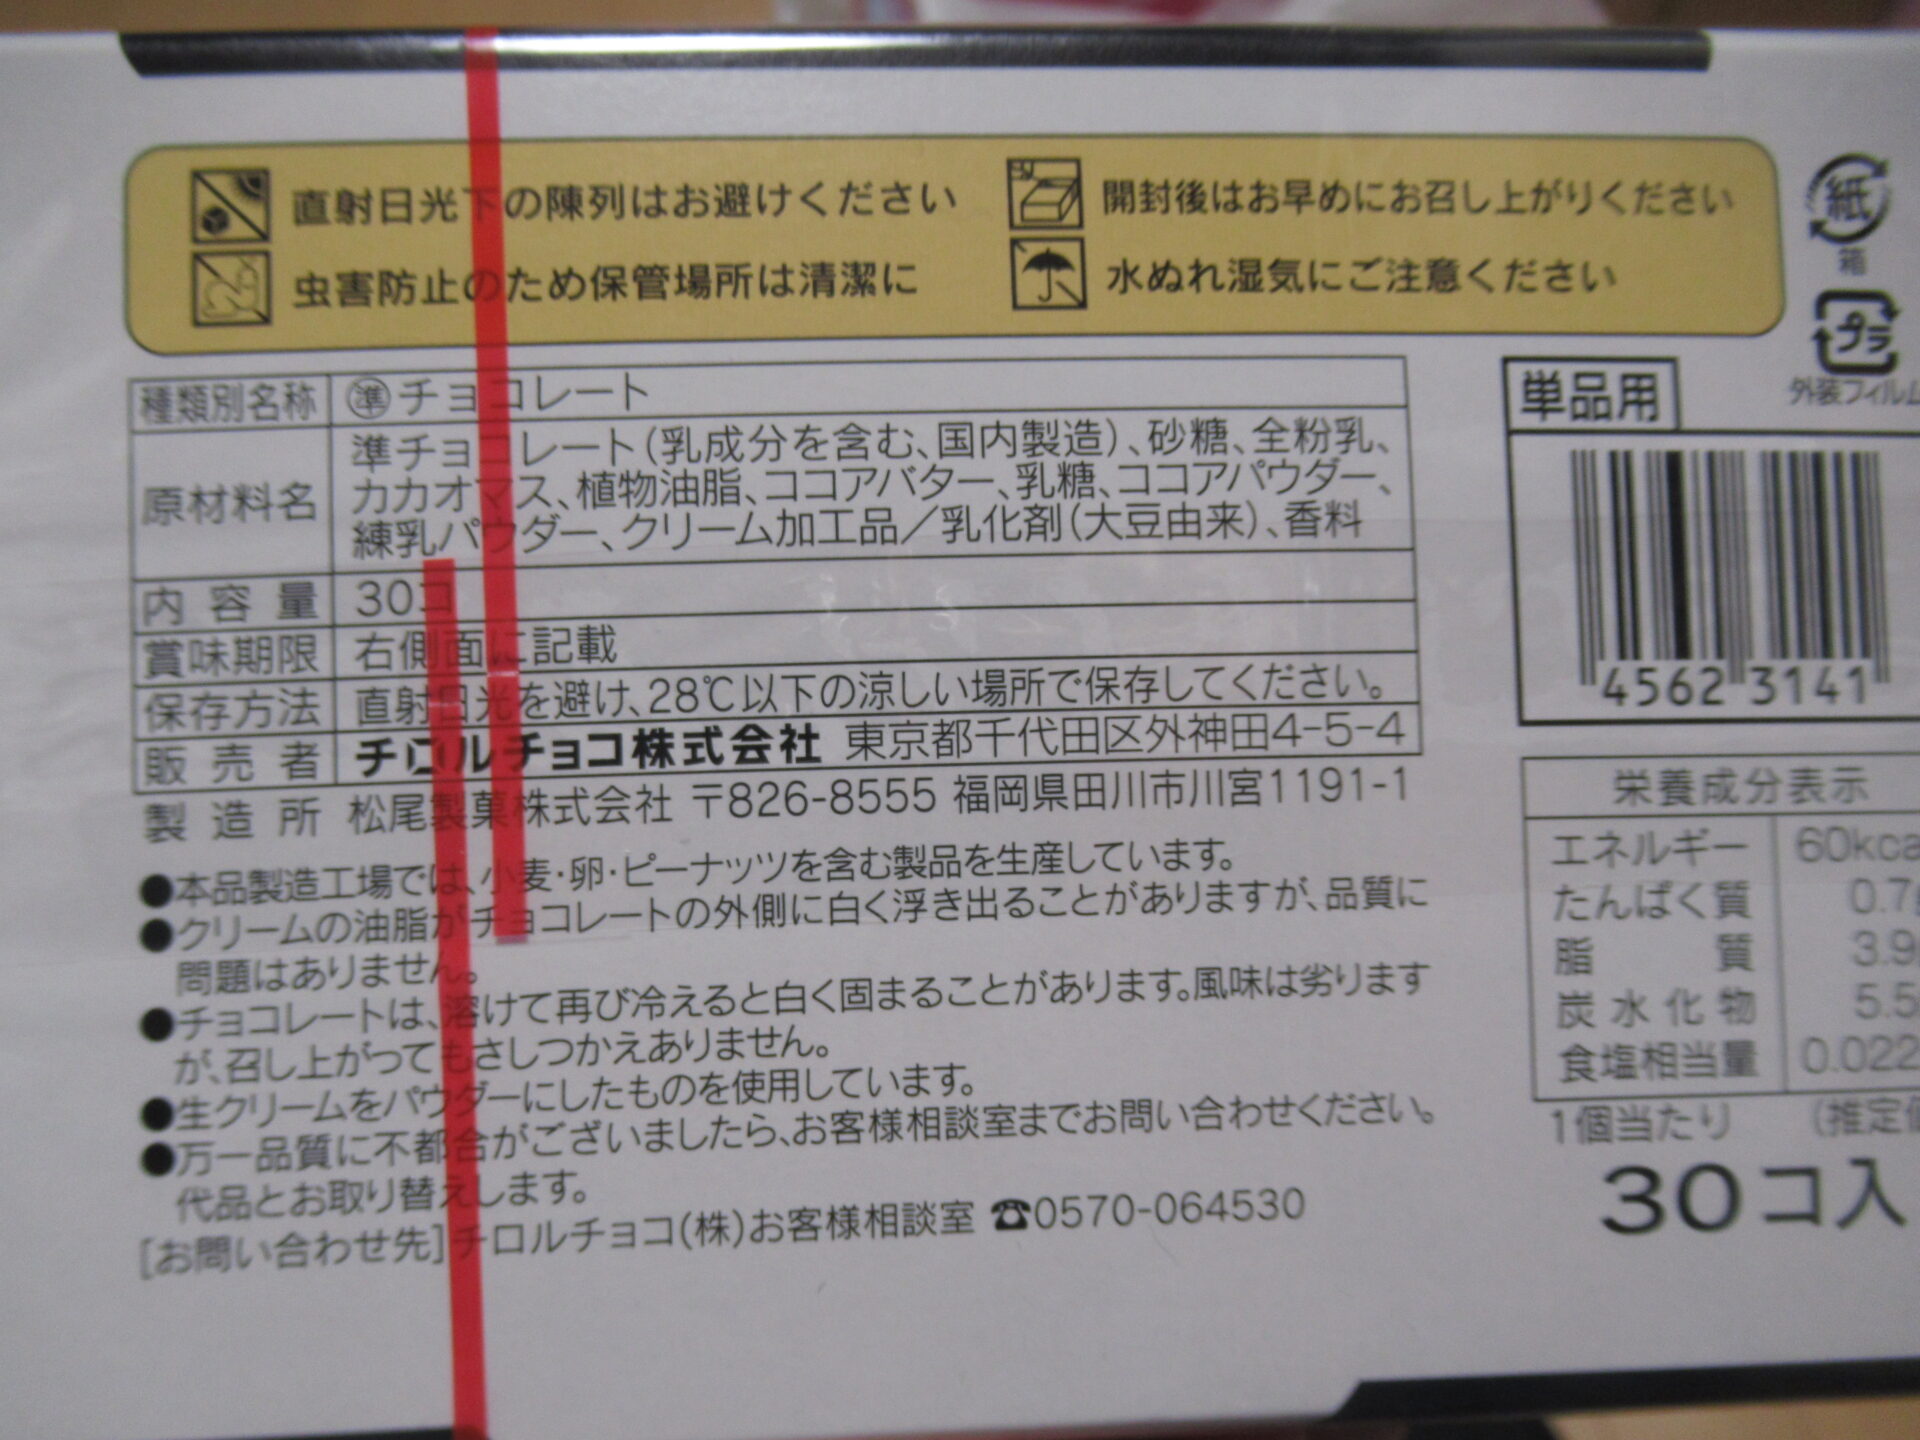 直射日光下の陳列はお避けください
開封後はお早めにお召し上がりください
虫害防止のため保管場所は清潔に
水ぬれ湿気にご注意ください
紙
箱
プラ
外装フィルム
種類別名称 準チョコレート
原材料名 準チョコレート(乳成分を含む、国内製造)、砂糖、全粉乳、
カカオマス、植物油脂、ココアバター、乳糖、ココアパウダー、
練乳パウダー、クリーム加工品/乳化剤(大豆由来)、香料
内容量 30コ
賞味期限 右側面に記載
保存方法 直射日光を避け、28℃以下の涼しい場所で保存してください。
販売者 チロルチョコ株式会社 東京都千代田区外神田4-5-4
製造所 松尾製菓株式会社 〒826-8555 福岡県田川市川宮1191-1
●本品製造工場では、小麦・卵・ピーナッツを含む製品を生産しています。
●クリームの油脂がチョコレートの外側に白く浮き出ることがありますが、品質に
問題はありません。
●チョコレートは、溶けて再び冷えると白く固まることがあります。風味は劣ります
が、召し上がってもさしつかえありません。
●生クリームをパウダーにしたものを使用しています。
●万一品質に不都合がございましたら、お客様相談室までお問い合わせください。
代品とお取り替えします。
[お問い合わせ先]チロルチョコ(株)お客様相談室 ☎0570-064530
単品用
4562 3141
栄養成分表示
エネルギー 60kca
たんぱく質 0.7
脂質 3.9
炭水化物 5.5
食塩相当量 0.022
1個当たり (推定値
30コ入